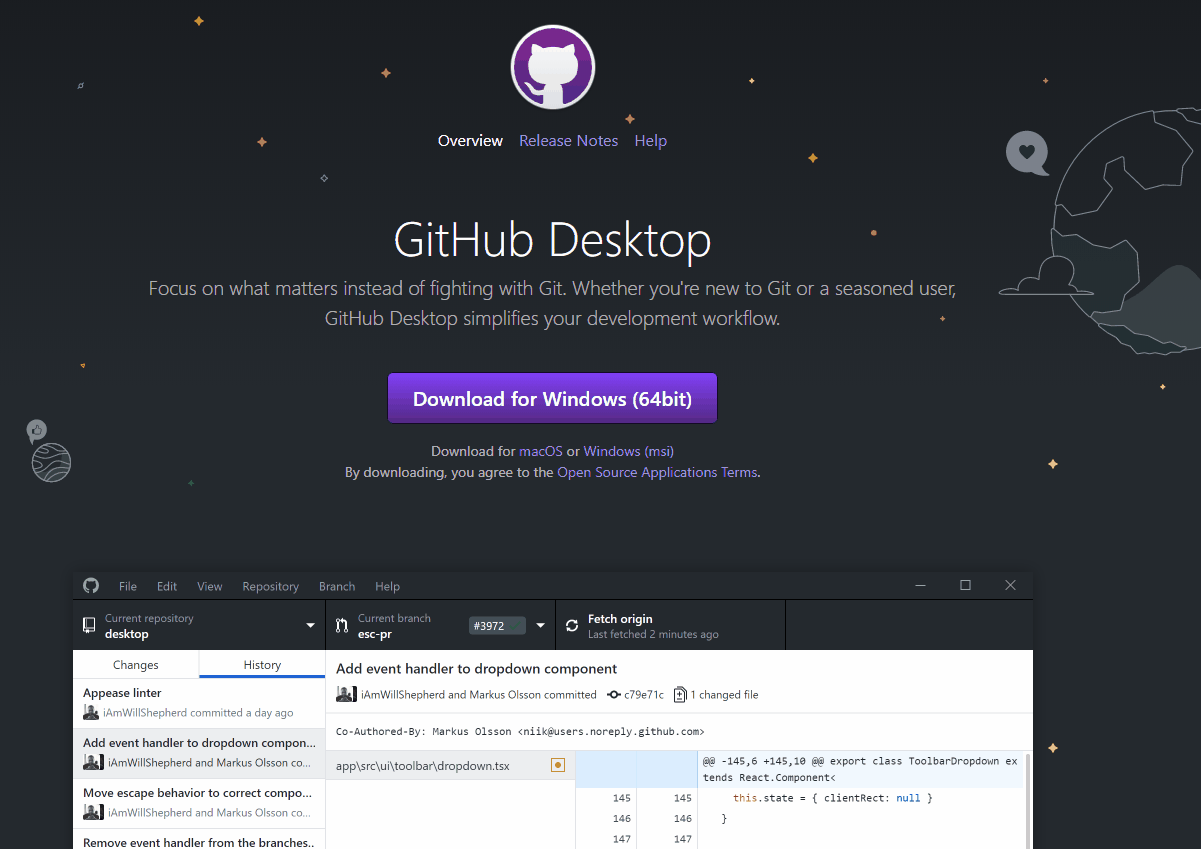 Overview Release Notes Help
GitHub Desktop
Focus on what matters instead of fighting with Git. Whether you're new to Git or a seasoned user,
GitHub Desktop simplifies your development workflow.
Download for Windows (64bit)
Download for macOS or Windows (msi)
By downloading, you agree to the Open Source Applications Terms.
File Edit View Repository Branch Help
Current repository
desktop
Current branch
esc-pr
#3972
Fetch origin
Last fetched 2 minutes ago
Changes History
Appease linter
iAmWillShepherd committed a day ago
Add event handler to dropdown compon...
iAmWillShepherd and Markus Olsson co...
Move escape behavior to correct compo...
iAmWillShepherd and Markus Olsson co...
Remove event handler from the branches..
Add event handler to dropdown component
iAmWillShepherd and Markus Olsson committed c79e71c 1 changed file
Co-Authored-By: Markus Olsson <niik@users.noreply.github.com>
app\src\ui\toolbar\dropdown.tsx
@@ -145,6 +145,10 @@ export class ToolbarDropdown ex
tends React.Component<
145 145 this.state = { clientRect: null }
146 146 }
147 147